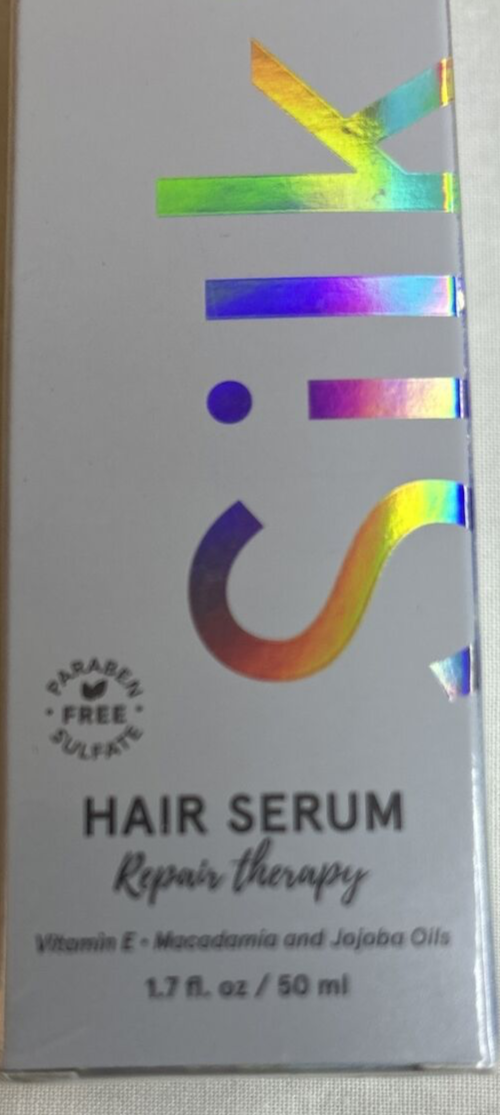 Silk
PARABEN
FREE
SULFATE
HAIR SERUM
Repair therapy
Vitamin E • Macadamia and Jojoba Oils
1.7 fl. oz / 50 ml